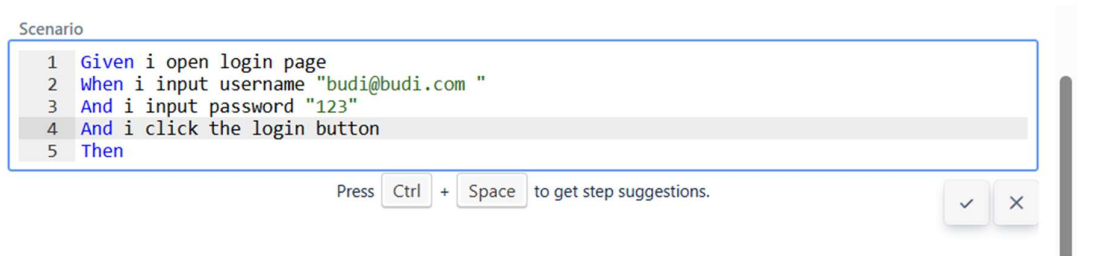 Scenario
1 Given i open login page
2 When i input username "budi@budi.com "
3 And i input password "123"
4 And i click the login button
5 Then
Press Ctrl + Space to get step suggestions.